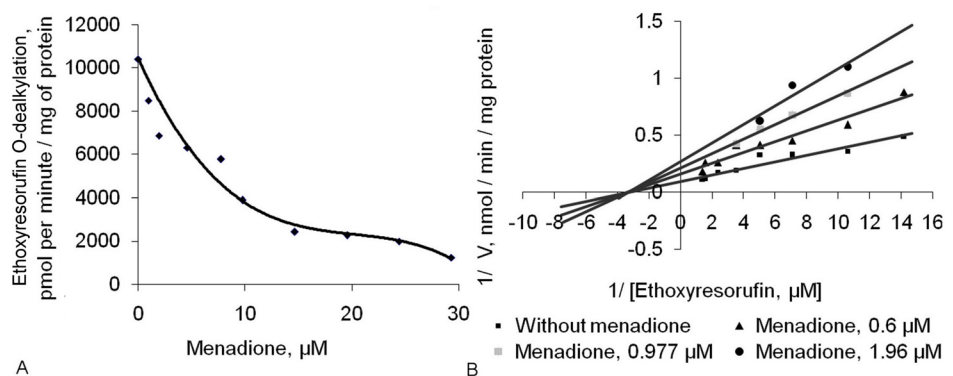 Ethoxyresorufin O-dealkylation,
pmol per minute / mg of protein
12000
10000
8000
6000
4000
2000
0
0 10 20 30
Menadione, µM
A
1/ V, nmol / min / mg protein
1.5
1
0.5
0
-0.5
-10 -8 -6 -4 -2 0 2 4 6 8 10 12 14 16
1/ [Ethoxyresorufin, µM]
Without menadione
Menadione, 0.6 µM
Menadione, 0.977 µM
Menadione, 1.96 µM
B